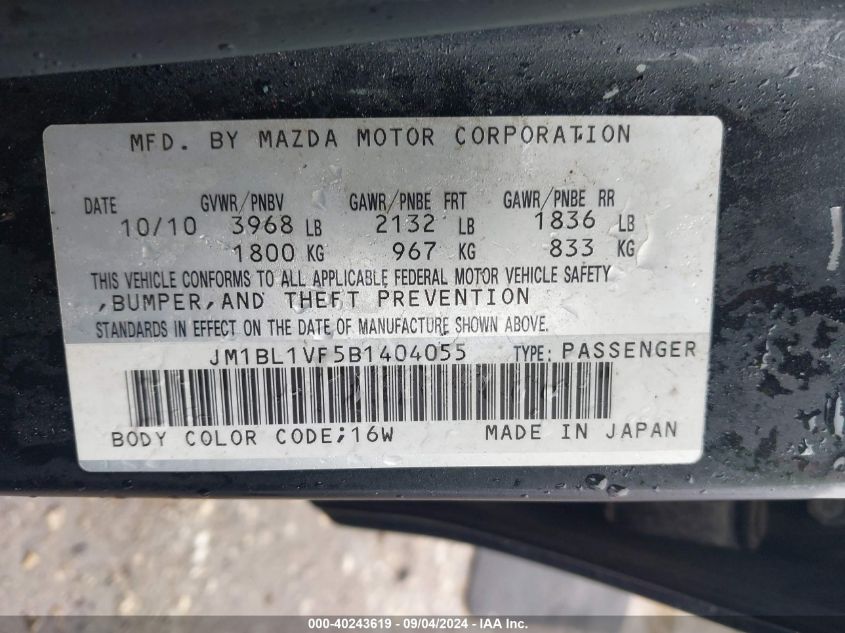 MFD. BY MAZDA MOTOR CORPORATION
DATE GVWR/PNBV GAWR/PNBE FRT GAWR/PNBE RR
10/10 3968 LB 2132 LB 1836 LB
1800 KG 967 KG 833 KG
THIS VEHICLE CONFORMS TO ALL APPLICABLE FEDERAL MOTOR VEHICLE SAFETY
,BUMPER,AND THEFT PREVENTION
STANDARDS IN EFFECT ON THE DATE OF MANUFACTURE SHOWN ABOVE.
JM1BL1VF5B1404055 TYPE: PASSENGER
BODY COLOR CODE;16W MADE IN JAPAN
000-40243619 - 09/04/2024 - IAA Inc.